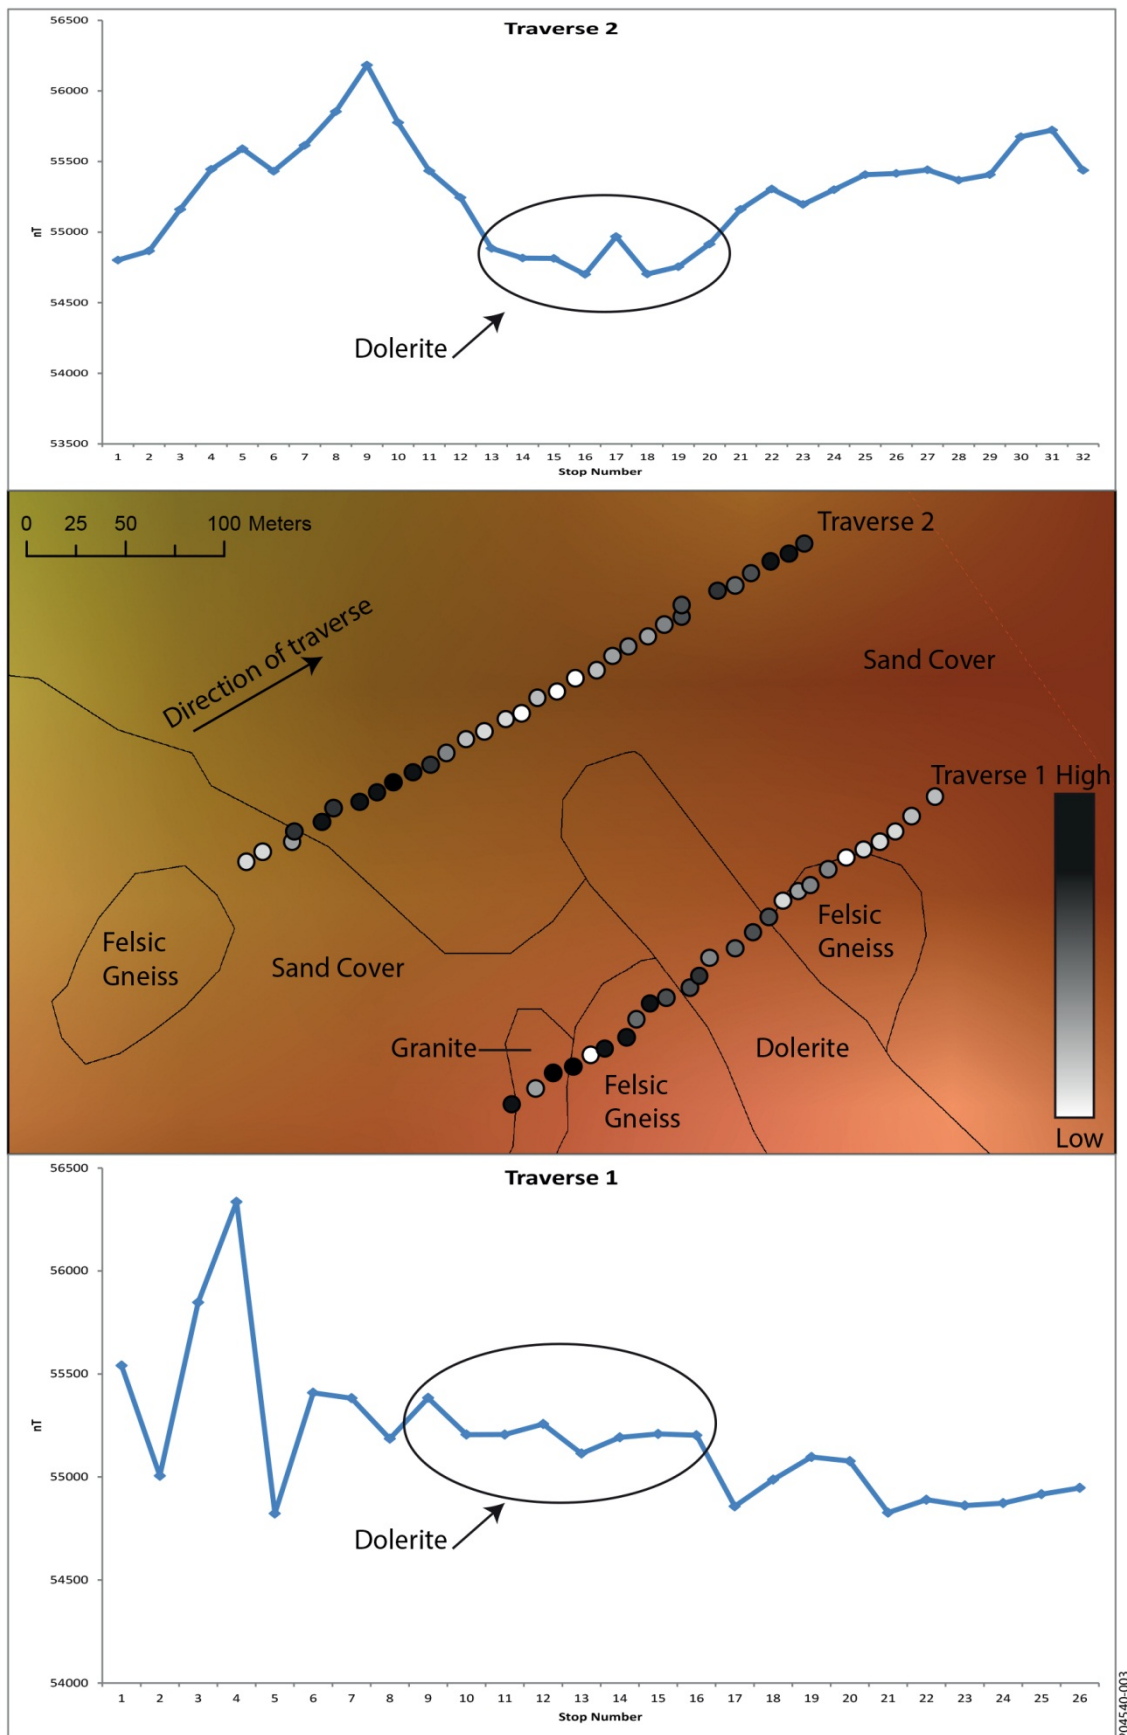 Traverse 2
56500
56000
55500
55000
54500
54000
53500
nT
Dolerite
1 2 3 4 5 6 7 8 9 10 11 12 13 14 15 16 17 18 19 20 21 22 23 24 25 26 27 28 29 30 31 32
Stop Number
0 25 50 100 Meters
Traverse 2
Direction of traverse
Sand Cover
Traverse 1 High
Felsic
Gneiss
Felsic
Gneiss
Sand Cover
Granite
Dolerite
Felsic
Gneiss
Low
Traverse 1
56500
56000
55500
55000
54500
54000
nT
Dolerite
1 2 3 4 5 6 7 8 9 10 11 12 13 14 15 16 17 18 19 20 21 22 23 24 25 26
Stop Number